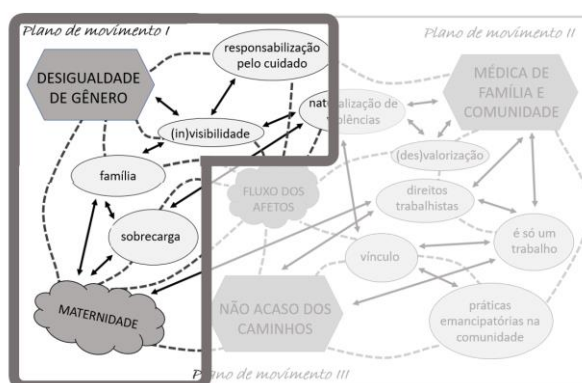 Plano de movimento I
Plano de movimento II
responsabilização
pelo cuidado
DESIGUALDADE
DE GÊNERO
MÉDICA DE
FAMÍLIA E
COMUNIDADE
naturalização de
violências
(in)visibilidade
(des)valorização
família
FLUXO DOS
AFETOS
direitos
trabalhistas
sobrecarga
é só um
trabalho
vínculo
MATERNIDADE
NÃO ACASO DOS
CAMINHOS
práticas
emancipatórias na
comunidade
Plano de movimento III